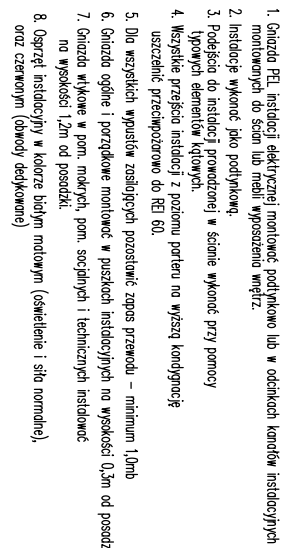 1. Gniazda PEL instalacji elektrycznej montować podtynkowo lub w odcinkach kanałów instalacyjnych
montowanych do ścian lub mebli wyposażenia wnętrz.
2. Instalacje wykonać jako podtynkową.
3. Podejścia do instalacji prowadzonej w ścianie wykonać przy pomocy
typowych elementów kątowych.
4. Wszystkie przejścia instalacji z poziomu parteru na wyższą kondygnację
uszczelnić przeciwpożarowo do REI 60.
5. Dla wszystkich wypustów zasilających pozostawić zapas przewodu – minimum 1,0mb
6. Gniazda ogólne i porządkowe montować w puszkach instalacyjnych na wysokości 0,3m od posadz
7. Gniazda wtykowe w pom. mokrych, pom. socjalnych i technicznych instalować
na wysokości 1,2m od posadzki.
8. Osprzęt instalacyjny w kolorze białym matowym (oświetlenie i siła normalne),
oraz czerwonym (obwody dedykowane)